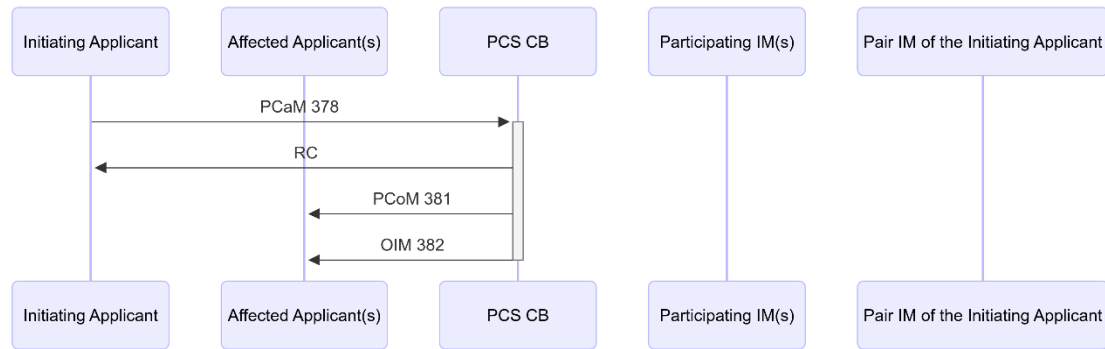 Initiating Applicant
Affected Applicant(s)
PCS CB
Participating IM(s)
Pair IM of the Initiating Applicant
PCaM 378
RC
PCoM 381
OIM 382
Initiating Applicant
Affected Applicant(s)
PCS CB
Participating IM(s)
Pair IM of the Initiating Applicant